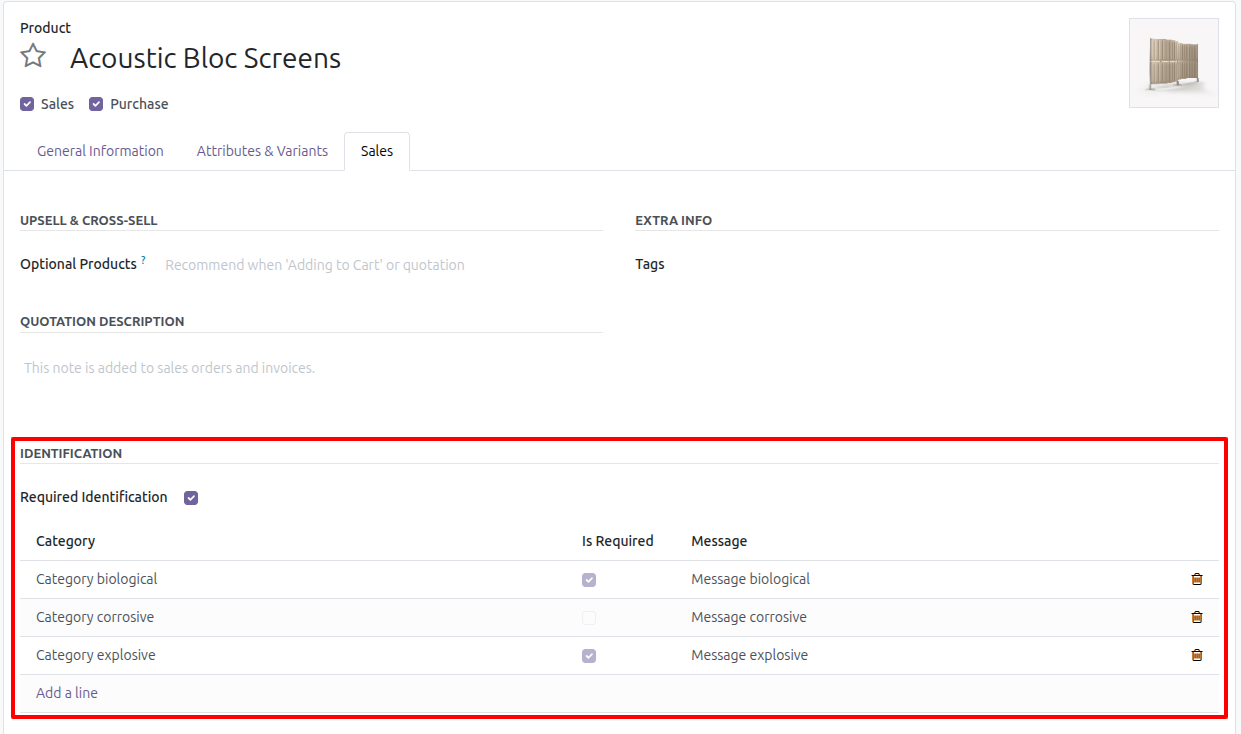 Product
Acoustic Bloc Screens
Sales Purchase
General Information Attributes & Variants Sales
UPSELL & CROSS-SELL
Optional Products ? Recommend when 'Adding to Cart' or quotation
QUOTATION DESCRIPTION
This note is added to sales orders and invoices.
EXTRA INFO
Tags
IDENTIFICATION
Required Identification
Category Is Required Message
Category biological Message biological
Category corrosive Message corrosive
Category explosive Message explosive
Add a line